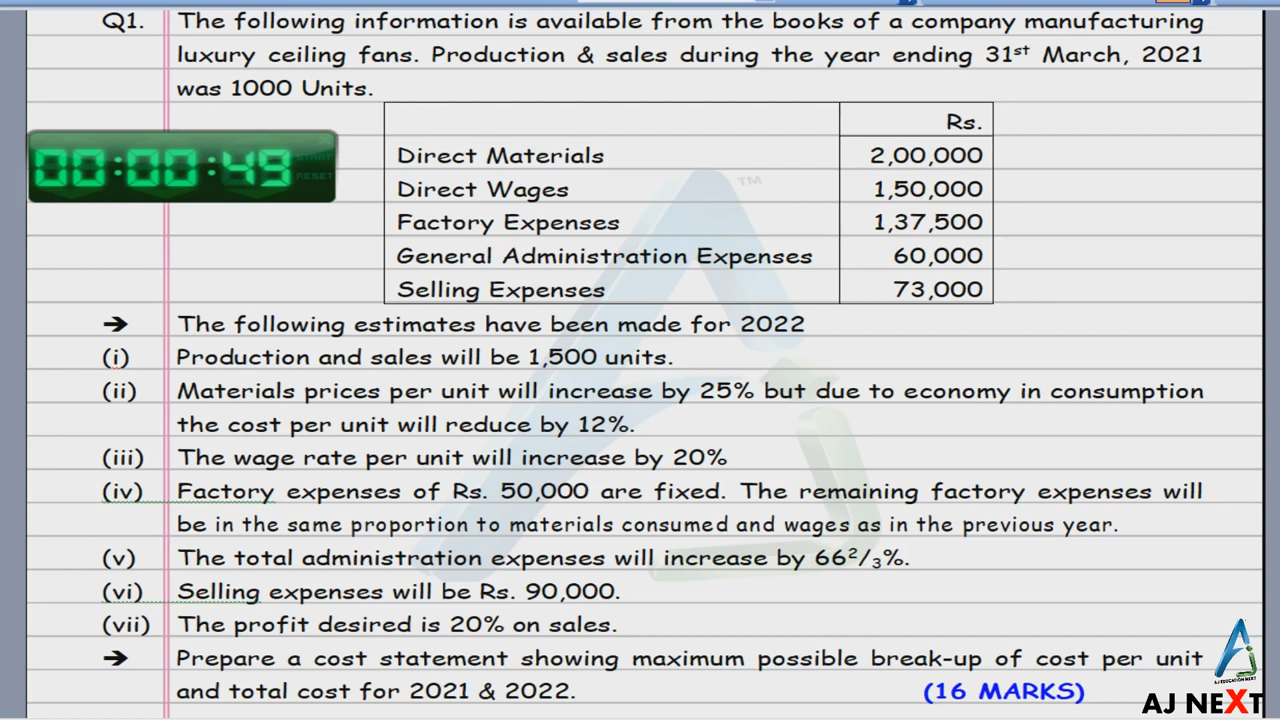 Q1. The following information is available from the books of a company manufacturing
luxury ceiling fans. Production & sales during the year ending 31st March, 2021
was 1000 Units.
Rs.
00:00:49
START
RESET
Direct Materials 2,00,000
Direct Wages 1,50,000
Factory Expenses 1,37,500
General Administration Expenses 60,000
Selling Expenses 73,000
TM
➔ The following estimates have been made for 2022
(i) Production and sales will be 1,500 units.
(ii) Materials prices per unit will increase by 25% but due to economy in consumption
the cost per unit will reduce by 12%.
(iii) The wage rate per unit will increase by 20%
(iv) Factory expenses of Rs. 50,000 are fixed. The remaining factory expenses will
be in the same proportion to materials consumed and wages as in the previous year.
(v) The total administration expenses will increase by 66²/₃%.
(vi) Selling expenses will be Rs. 90,000.
(vii) The profit desired is 20% on sales.
➔ Prepare a cost statement showing maximum possible break-up of cost per unit
and total cost for 2021 & 2022. (16 MARKS)
AJ EDUCATION NEXT
AJ NEXT